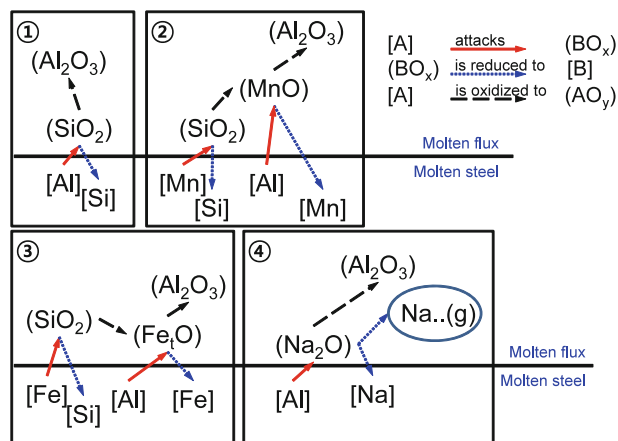 ①
(Al₂O₃)
(SiO₂)
[Al]
[Si]
②
(Al₂O₃)
(MnO)
(SiO₂)
[Mn]
[Al]
[Si]
[Mn]
[A] attacks (BOₓ)
(BOₓ) is reduced to [B]
[A] is oxidized to (AOᵧ)
Molten flux
Molten steel
③
(Al₂O₃)
(SiO₂)
(FeₜO)
[Fe]
[Al]
[Fe]
[Si]
④
(Al₂O₃)
Na..(g)
(Na₂O)
[Al]
[Na]
Molten flux
Molten steel